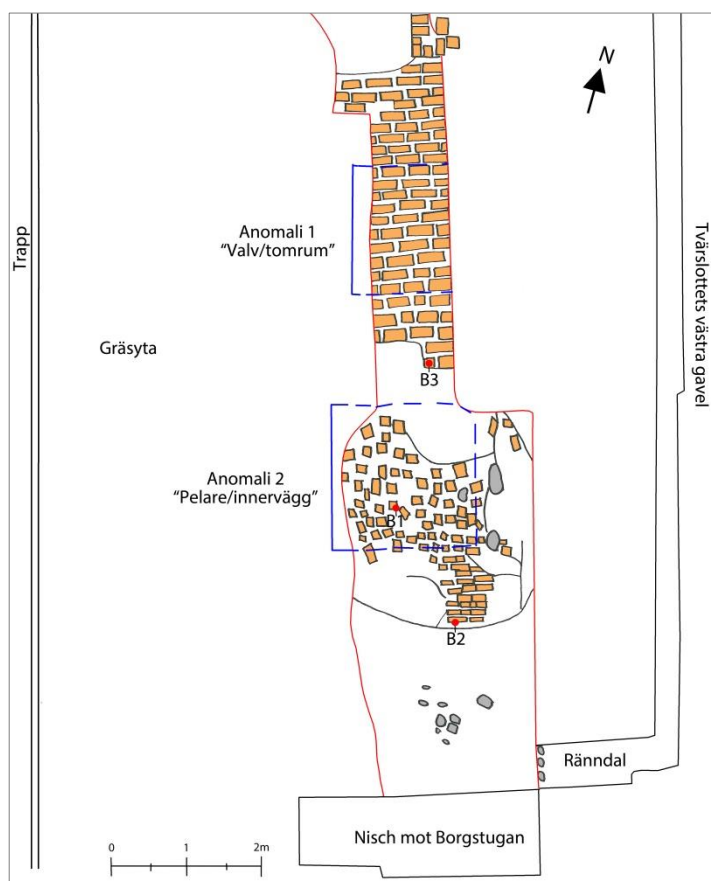 N
Anomali 1
“Valv/tomrum”
Trapp
Tvärslottets västra gavel
Gräsyta
B3
Anomali 2
“Pelare/innervägg”
B1
B2
Ränndal
Nisch mot Borgstugan
0 1 2m